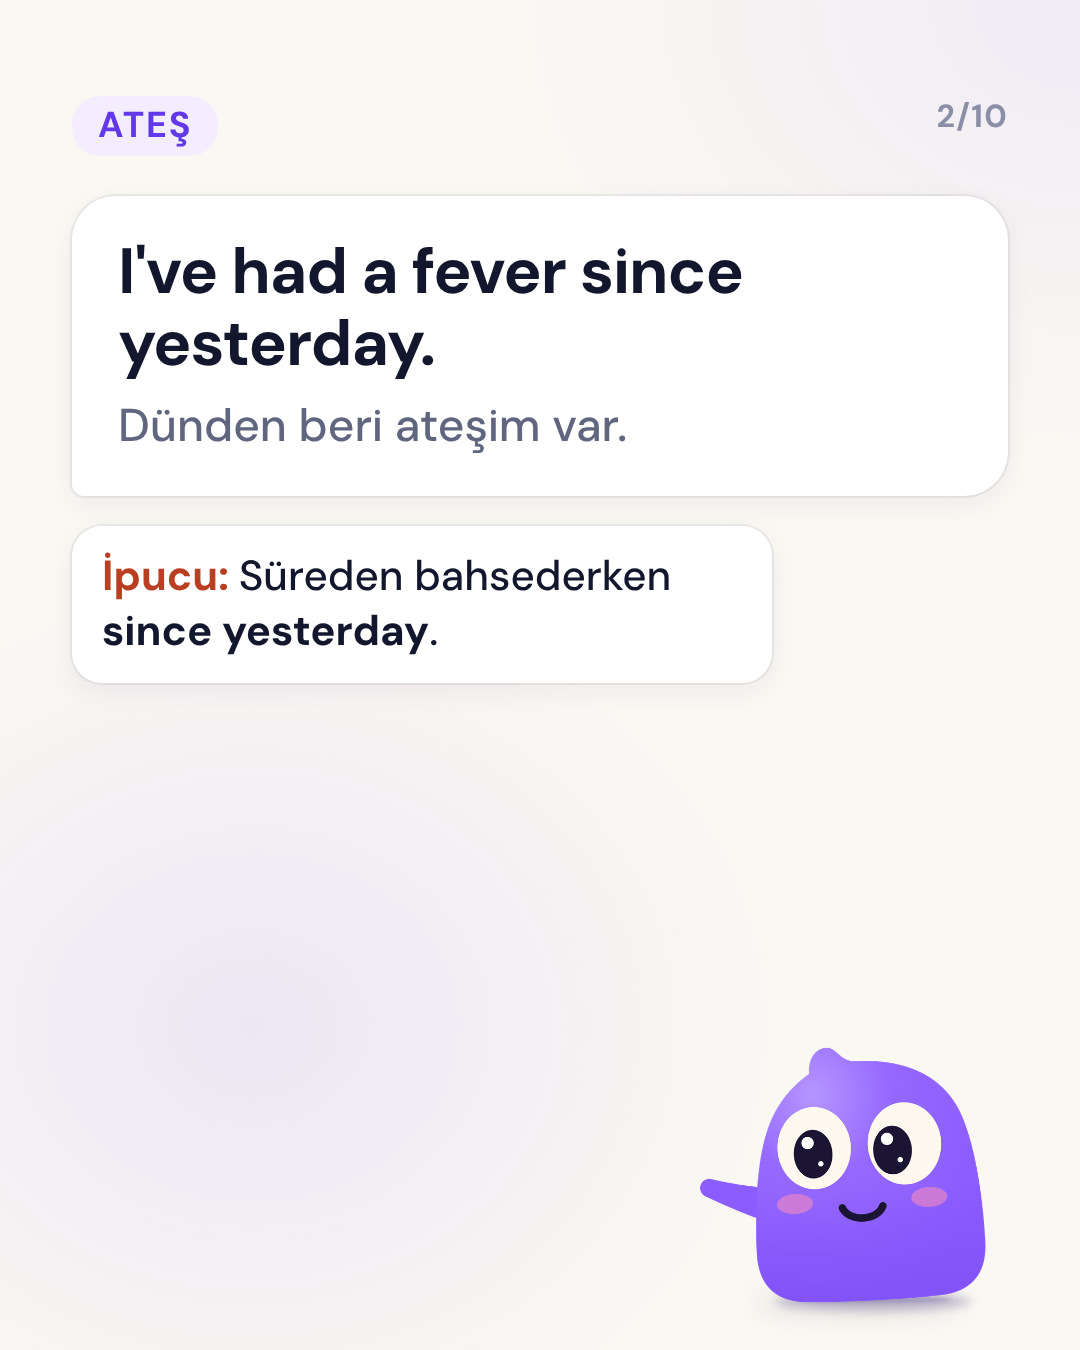 ATEŞ
2/10
I've had a fever since
yesterday.
Dünden beri ateşim var.
İpucu: Süreden bahsederken
since yesterday.